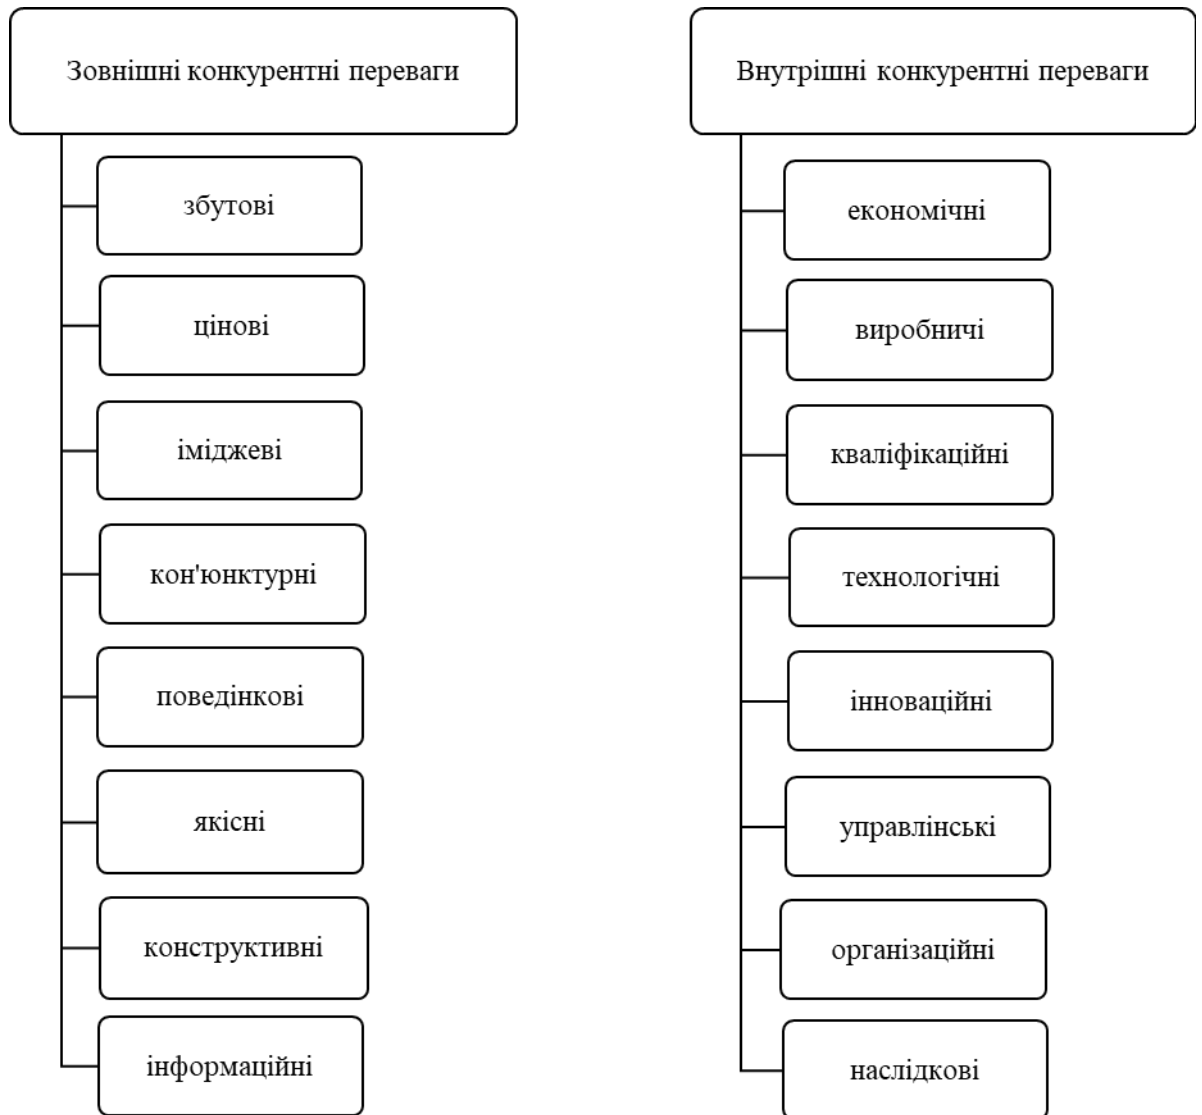 Зовнішні конкурентні переваги
збутові
цінові
іміджеві
кон'юнктурні
поведінкові
якісні
конструктивні
інформаційні
Внутрішні конкурентні переваги
економічні
виробничі
кваліфікаційні
технологічні
інноваційні
управлінські
організаційні
наслідкові